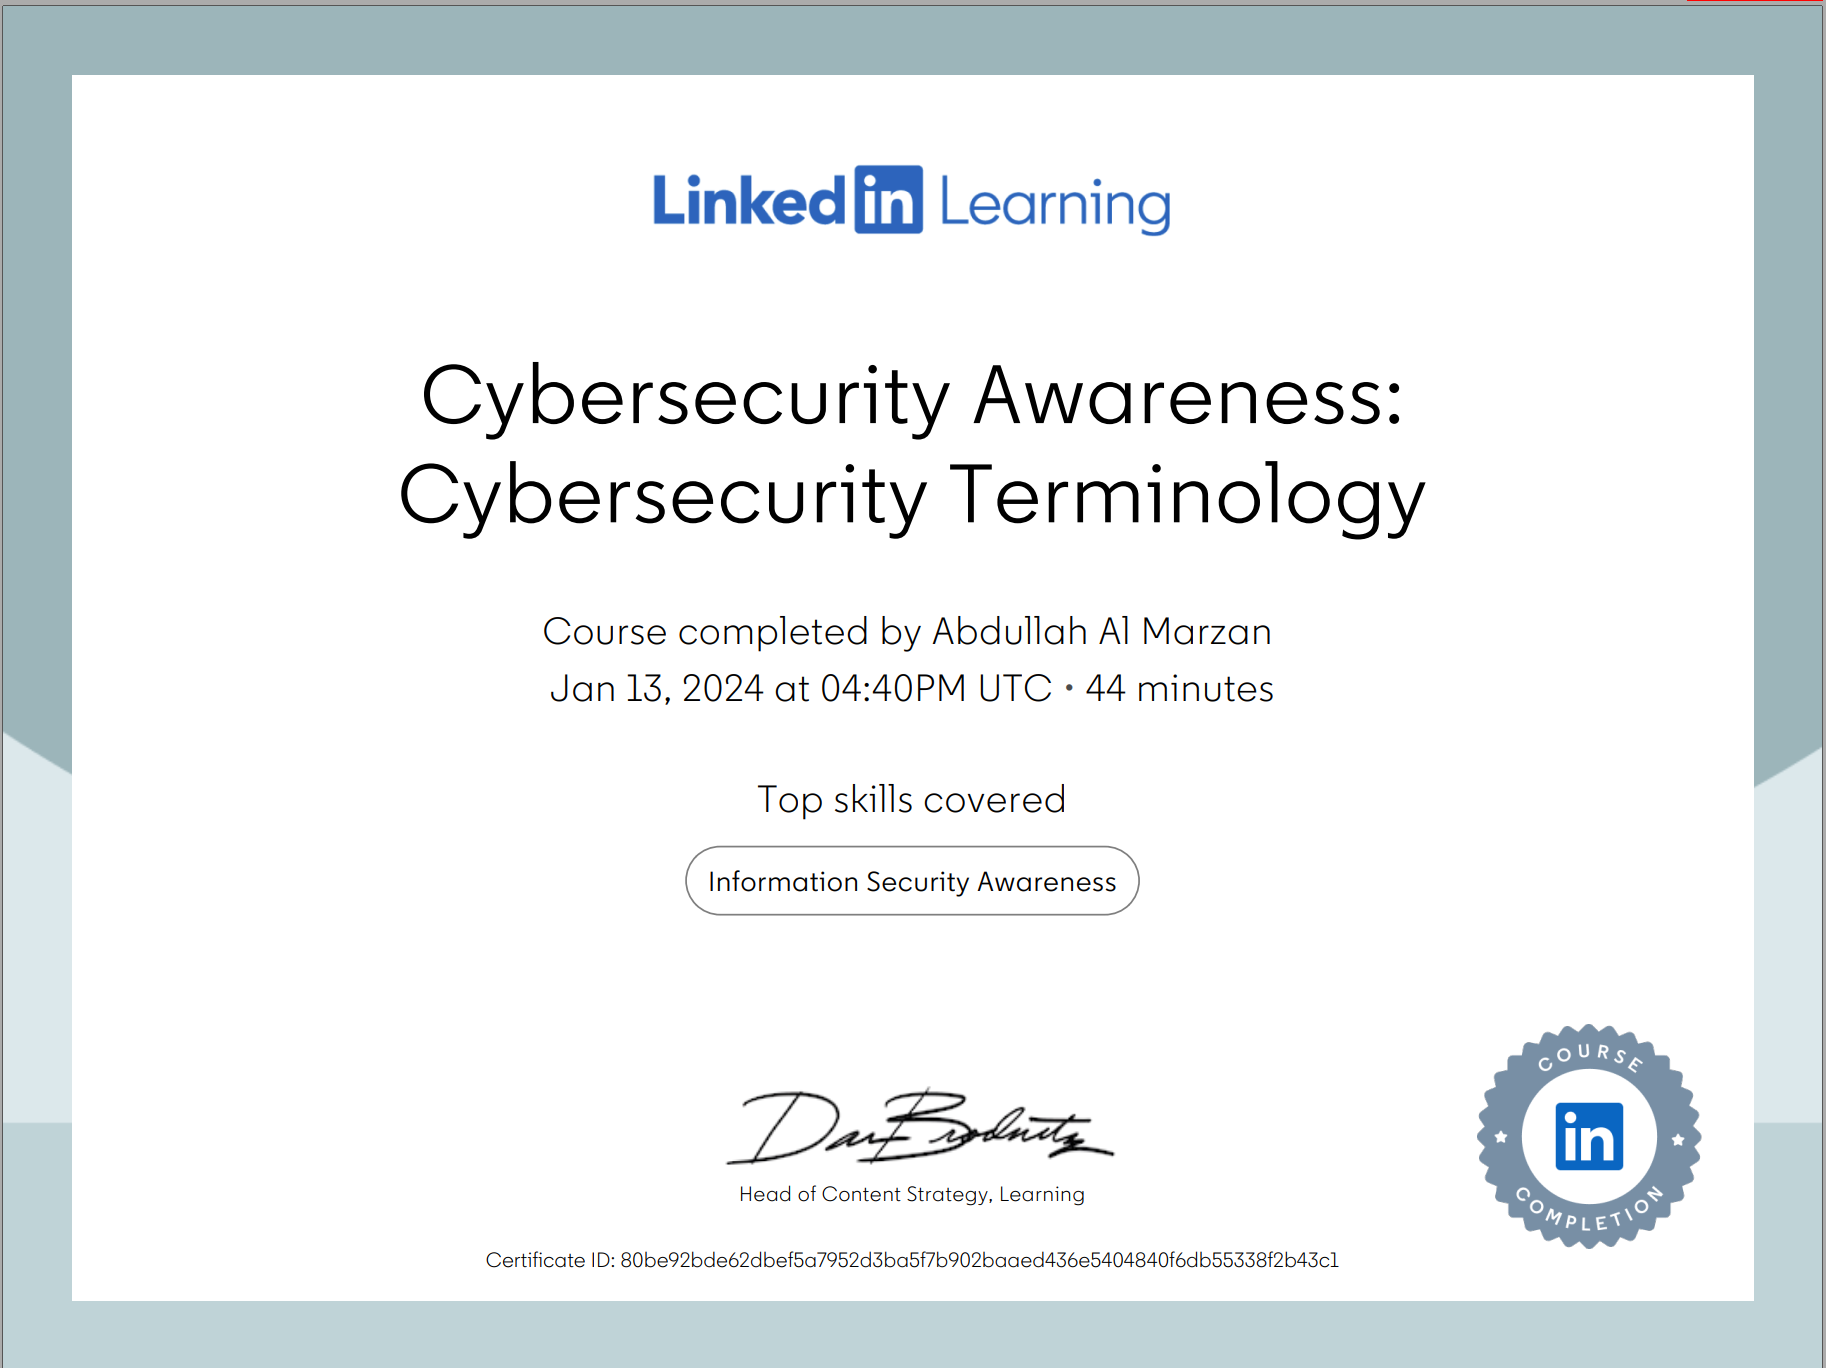 Linked in Learning
Cybersecurity Awareness:
Cybersecurity Terminology
Course completed by Abdullah Al Marzan
Jan 13, 2024 at 04:40PM UTC • 44 minutes
Top skills covered
Information Security Awareness
Dan Brodnitz
Head of Content Strategy, Learning
Certificate ID: 80be92bde62dbef5a7952d3ba5f7b902baaed436e5404840f6db55338f2b43c1
COURSE
in
COMPLETION